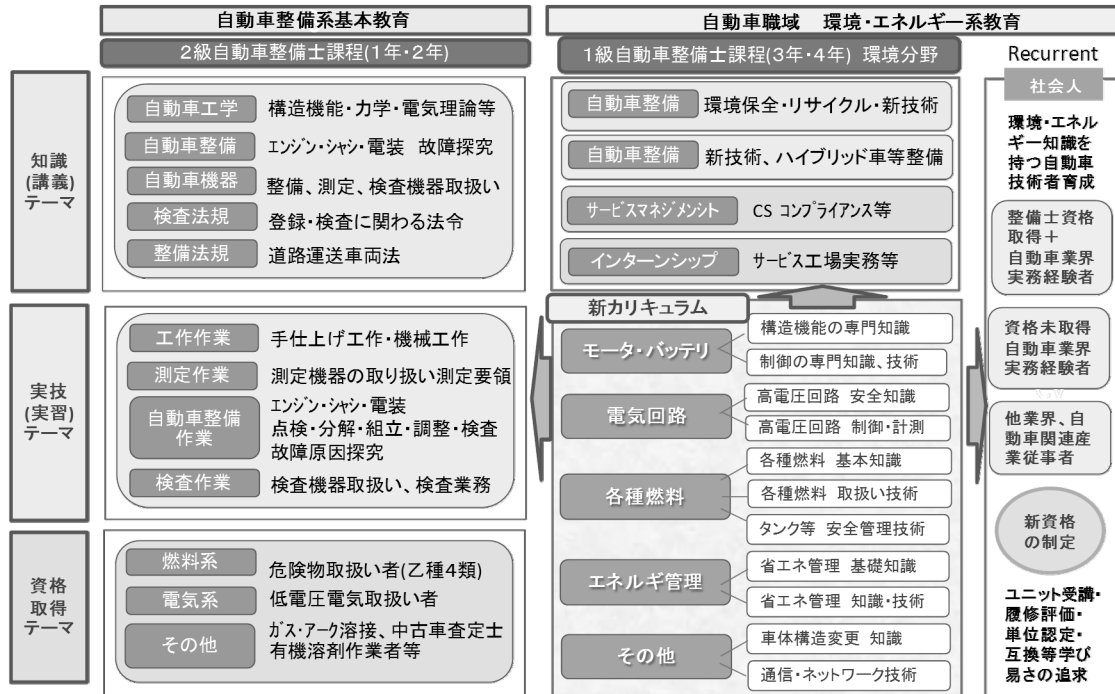 自動車整備系基本教育
自動車職域 環境・エネルギー系教育
2級自動車整備士課程(1年・2年)
1級自動車整備士課程(3年・4年) 環境分野
知識
(講義)
テーマ
自動車工学 構造機能・力学・電気理論等
自動車整備 ｴﾝｼﾞﾝ・ｼｬｼ・電装 故障探究
自動車機器 整備、測定、検査機器取扱い
検査法規 登録・検査に関わる法令
整備法規 道路運送車両法
自動車整備 環境保全・リサイクル・新技術
自動車整備 新技術、ハイブリッド車等整備
サービスマネジメント CS コンプライアンス等
インターンシップ サービス工場実務等
実技
(実習)
テーマ
工作作業 手仕上げ工作・機械工作
測定作業 測定機器の取り扱い測定要領
自動車整備
作業
ｴﾝｼﾞﾝ・ｼｬｼ・電装
点検・分解・組立・調整・検査
故障原因探究
検査作業 検査機器取扱い、検査業務
資格
取得
テーマ
燃料系 危険物取扱い者(乙種4類)
電気系 低電圧電気取扱い者
その他
ｶﾞｽ・ｱｰｸ溶接、中古車査定士
有機溶剤作業者等
新カリキュラム
モータ・バッテリ
構造機能の専門知識
制御の専門知識、技術
電気回路
高電圧回路 安全知識
高電圧回路 制御・計測
各種燃料
各種燃料 基本知識
各種燃料 取扱い技術
タンク等 安全管理技術
エネルギ管理
省エネ管理 基礎知識
省エネ管理 知識・技術
その他
車体構造変更 知識
通信・ネットワーク技術
Recurrent
社会人
環境・エネル
ギー知識を
持つ自動車
技術者育成
整備士資格
取得＋
自動車業界
実務経験者
資格未取得
自動車業界
実務経験者
他業界、自
動車関連産
業従事者
新資格
の制定
ユニット受講・
履修評価・
単位認定・
互換等学び
易さの追求